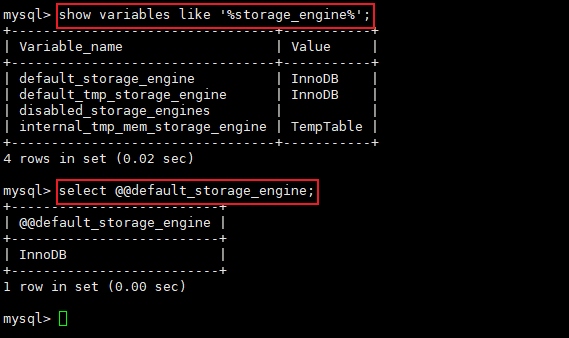 mysql> show variables like '%storage_engine%';
+---------------------------------+-----------+
| Variable_name                   | Value     |
+---------------------------------+-----------+
| default_storage_engine          | InnoDB    |
| default_tmp_storage_engine      | InnoDB    |
| disabled_storage_engines        |           |
| internal_tmp_mem_storage_engine | TempTable |
+---------------------------------+-----------+
4 rows in set (0.02 sec)
mysql> select @@default_storage_engine;
+--------------------------+
| @@default_storage_engine |
+--------------------------+
| InnoDB                   |
+--------------------------+
1 row in set (0.00 sec)
mysql>